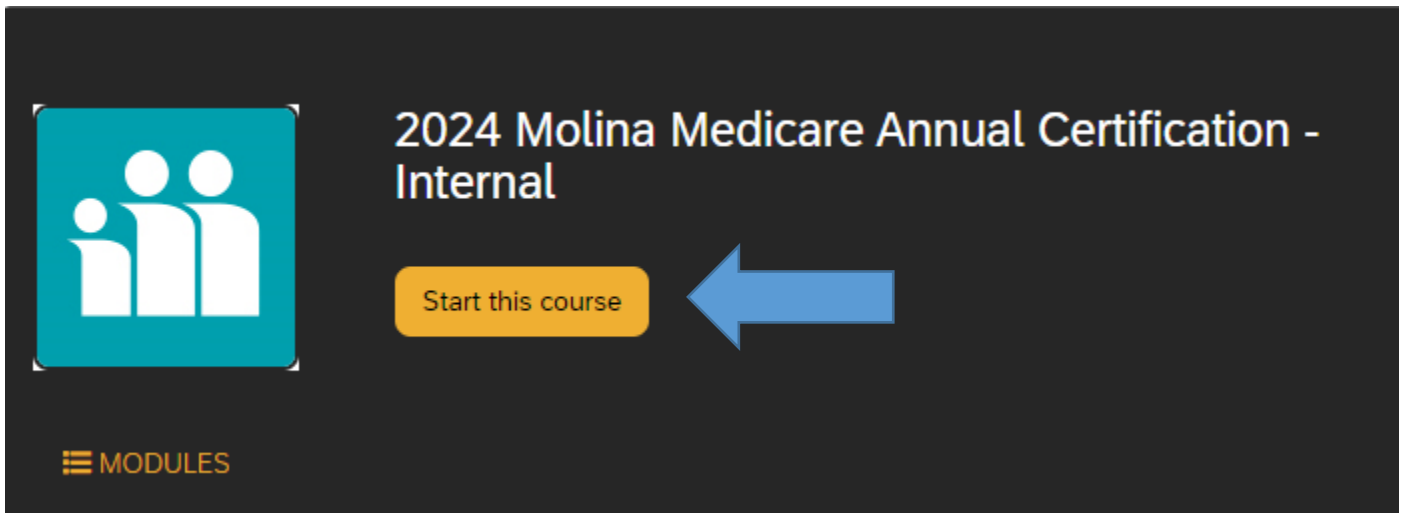 2024 Molina Medicare Annual Certification -
Internal
Start this course
MODULES